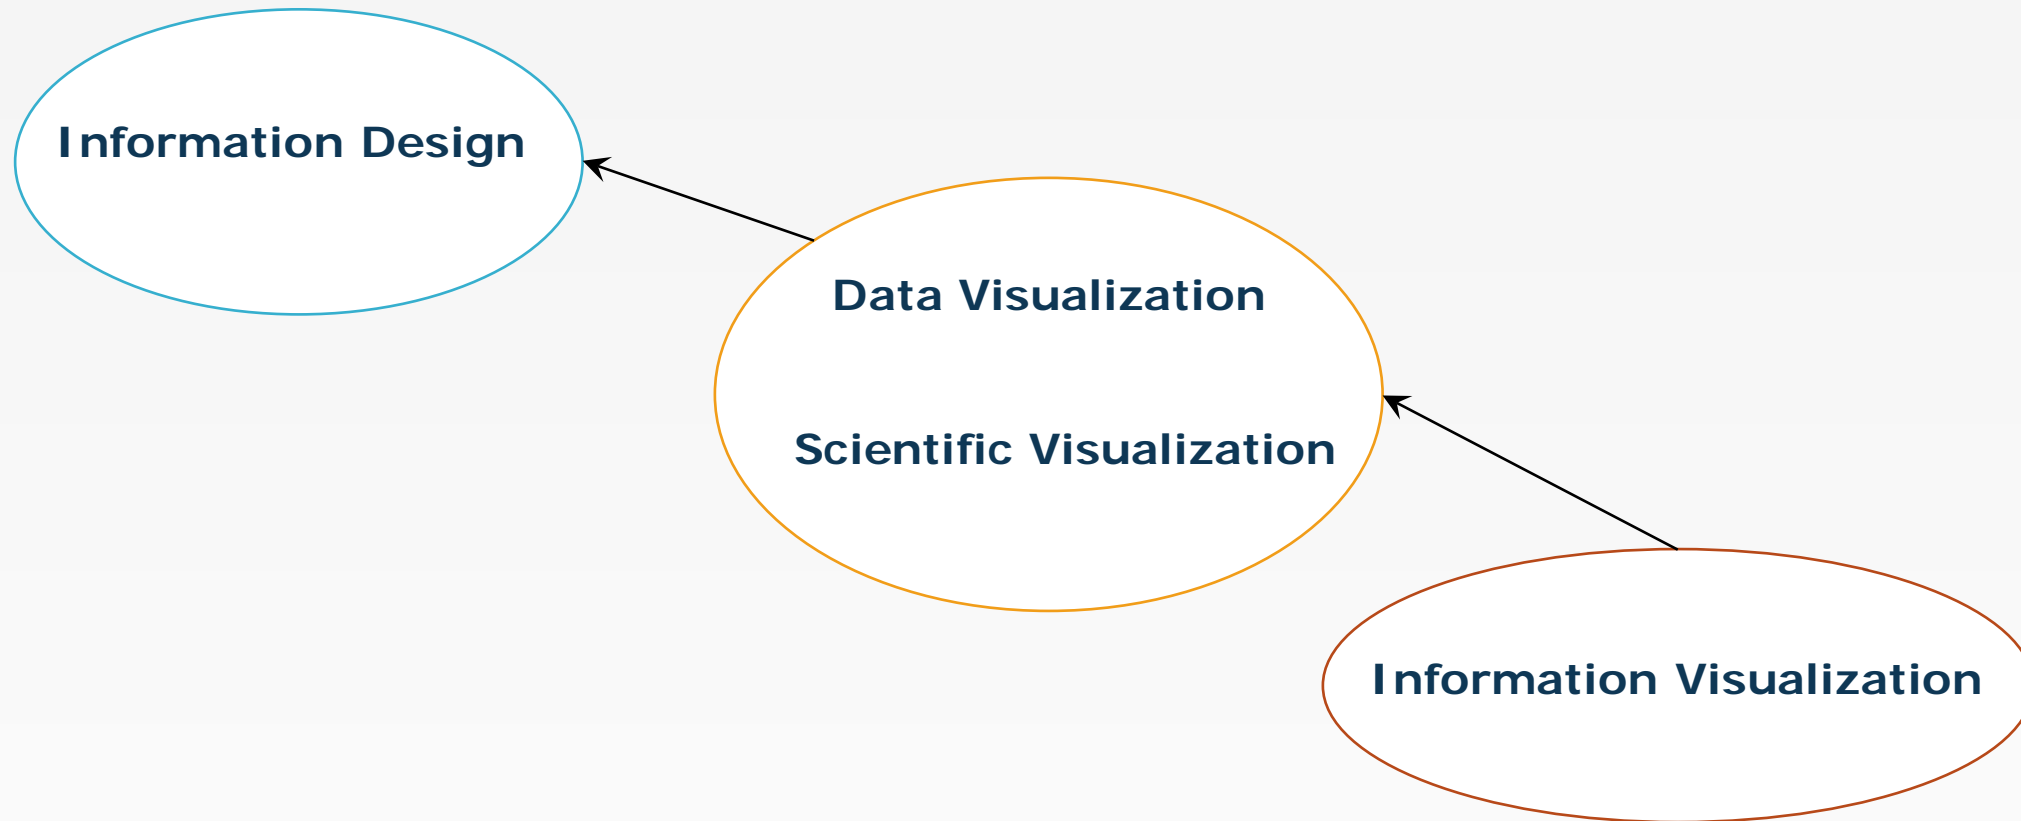 Information Design
Data Visualization
Scientific Visualization
Information Visualization